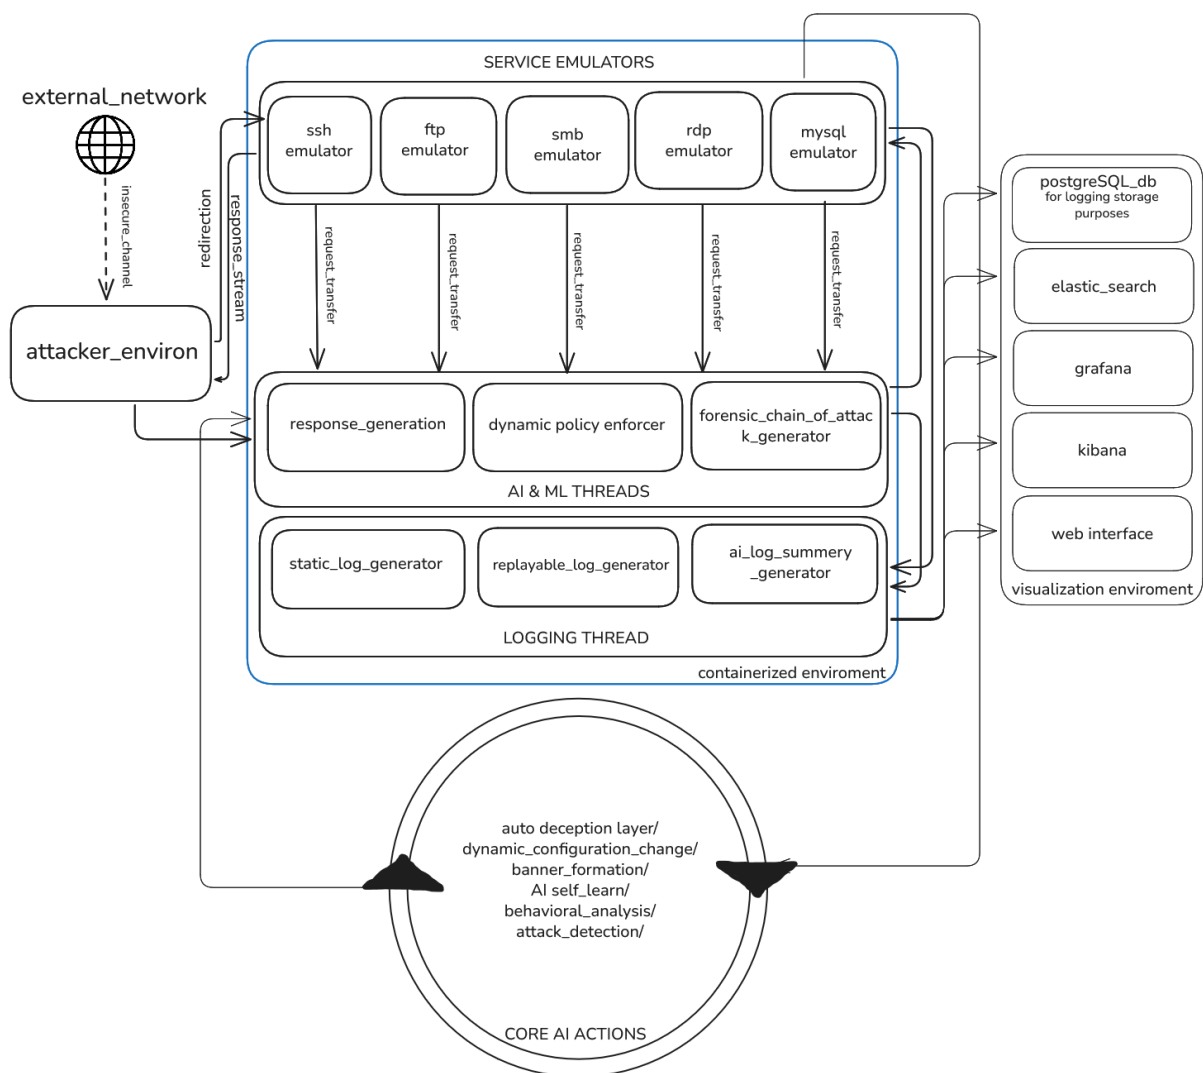 SERVICE EMULATORS
external_network
ssh
emulator
ftp
emulator
smb
emulator
rdp
emulator
mysql
emulator
insecure_channel
redirection
response_stream
request_transfer
request_transfer
request_transfer
request_transfer
request_transfer
attacker_environ
response_generation
dynamic policy enforcer
forensic_chain_of_attac
k_generator
AI & ML THREADS
static_log_generator
replayable_log_generator
ai_log_summery
_generator
LOGGING THREAD
containerized enviroment
postgreSQL_db
for logging storage
purposes
elastic_search
grafana
kibana
web interface
visualization enviroment
auto deception layer/
dynamic_configuration_change/
banner_formation/
AI self_learn/
behavioral_analysis/
attack_detection/
CORE AI ACTIONS